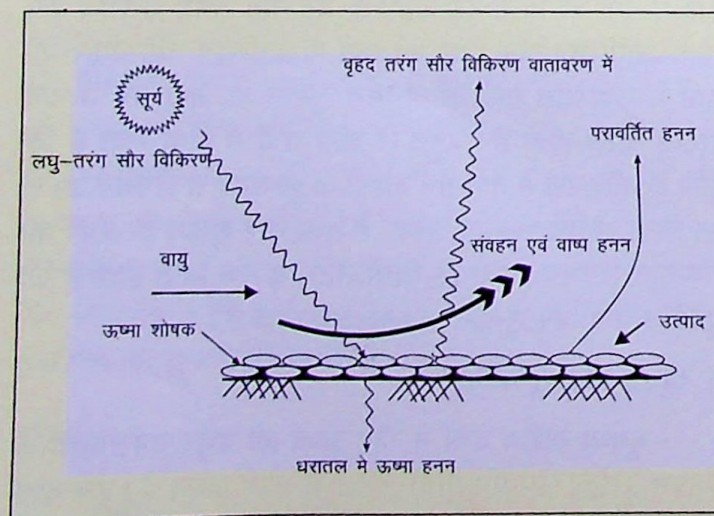 वृहद तरंग सौर विकिरण वातावरण में
सूर्य
परावर्तित हनन
लघु-तरंग सौर विकिरण
संवहन एवं वाष्प हनन
वायु
ऊष्मा शोषक
उत्पाद
धरातल मे ऊष्मा हनन